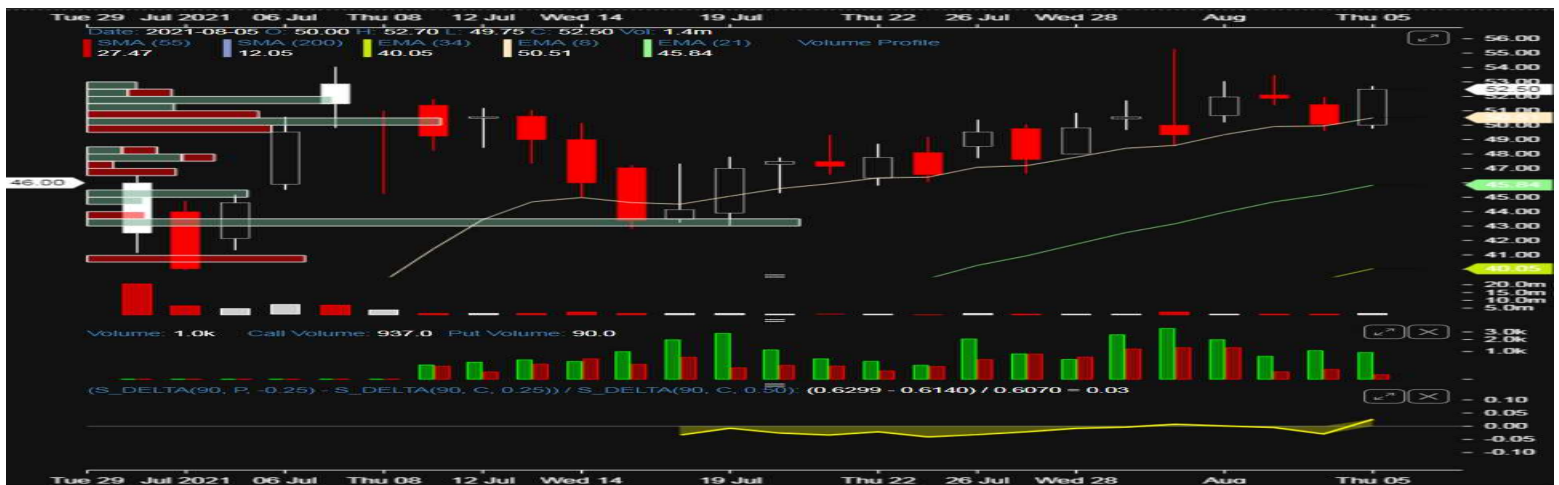 Tue 29 Jul 2021 06 Jul Thu 08 12 Jul Wed 14 19 Jul Thu 22 26 Jul Wed 28 Aug Thu 05
Date: 2021-08-05 O: 50.00 H: 52.70 L: 49.75 C: 52.50 Vol: 1.4m
SMA (55) SMA (200) EMA (34) EMA (8) EMA (21) Volume Profile
27.47 12.05 40.05 50.51 45.84
56.00
55.00
54.00
53.00
52.50
52.00
51.00
50.00
49.00
48.00
47.00
46.00
45.84
45.00
44.00
43.00
42.00
41.00
40.05
20.0m
15.0m
10.0m
5.0m
Volume: 1.0k Call Volume: 937.0 Put Volume: 90.0
3.0k
2.0k
1.0k
(S_DELTA(90, P, -0.25) - S_DELTA(90, C, 0.25)) / S_DELTA(90, C, 0.50): (0.6299 - 0.6140) / 0.6070 = 0.03
0.10
0.05
0.00
-0.05
-0.10
Tue 29 Jul 2021 06 Jul Thu 08 12 Jul Wed 14 19 Jul Thu 22 26 Jul Wed 28 Aug Thu 05